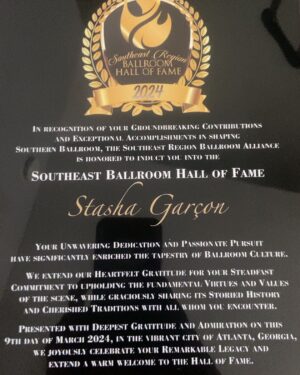 Southeast Region
BALLROOM
HALL OF FAME
2024
IN RECOGNITION OF YOUR GROUNDBREAKING CONTRIBUTIONS
AND EXCEPTIONAL ACCOMPLISHMENTS IN SHAPING
SOUTHERN BALLROOM, THE SOUTHEAST REGION BALLROOM ALLIANCE
IS HONORED TO INDUCT YOU INTO THE
SOUTHEAST BALLROOM HALL OF FAME
Stasha Garçon
YOUR UNWAVERING DEDICATION AND PASSIONATE PURSUIT
HAVE SIGNIFICANTLY ENRICHED THE TAPESTRY OF BALLROOM CULTURE.
WE EXTEND OUR HEARTFELT GRATITUDE FOR YOUR STEADFAST
COMMITMENT TO UPHOLDING THE FUNDAMENTAL VIRTUES AND VALUES
OF THE SCENE, WHILE GRACIOUSLY SHARING ITS STORIED HISTORY
AND CHERISHED TRADITIONS WITH ALL WHOM YOU ENCOUNTER.
PRESENTED WITH DEEPEST GRATITUDE AND ADMIRATION ON THIS
9TH DAY OF MARCH 2024, IN THE VIBRANT CITY OF ATLANTA, GEORGIA,
WE JOYOUSLY CELEBRATE YOUR REMARKABLE LEGACY AND
EXTEND A WARM WELCOME TO THE HALL OF FAME.